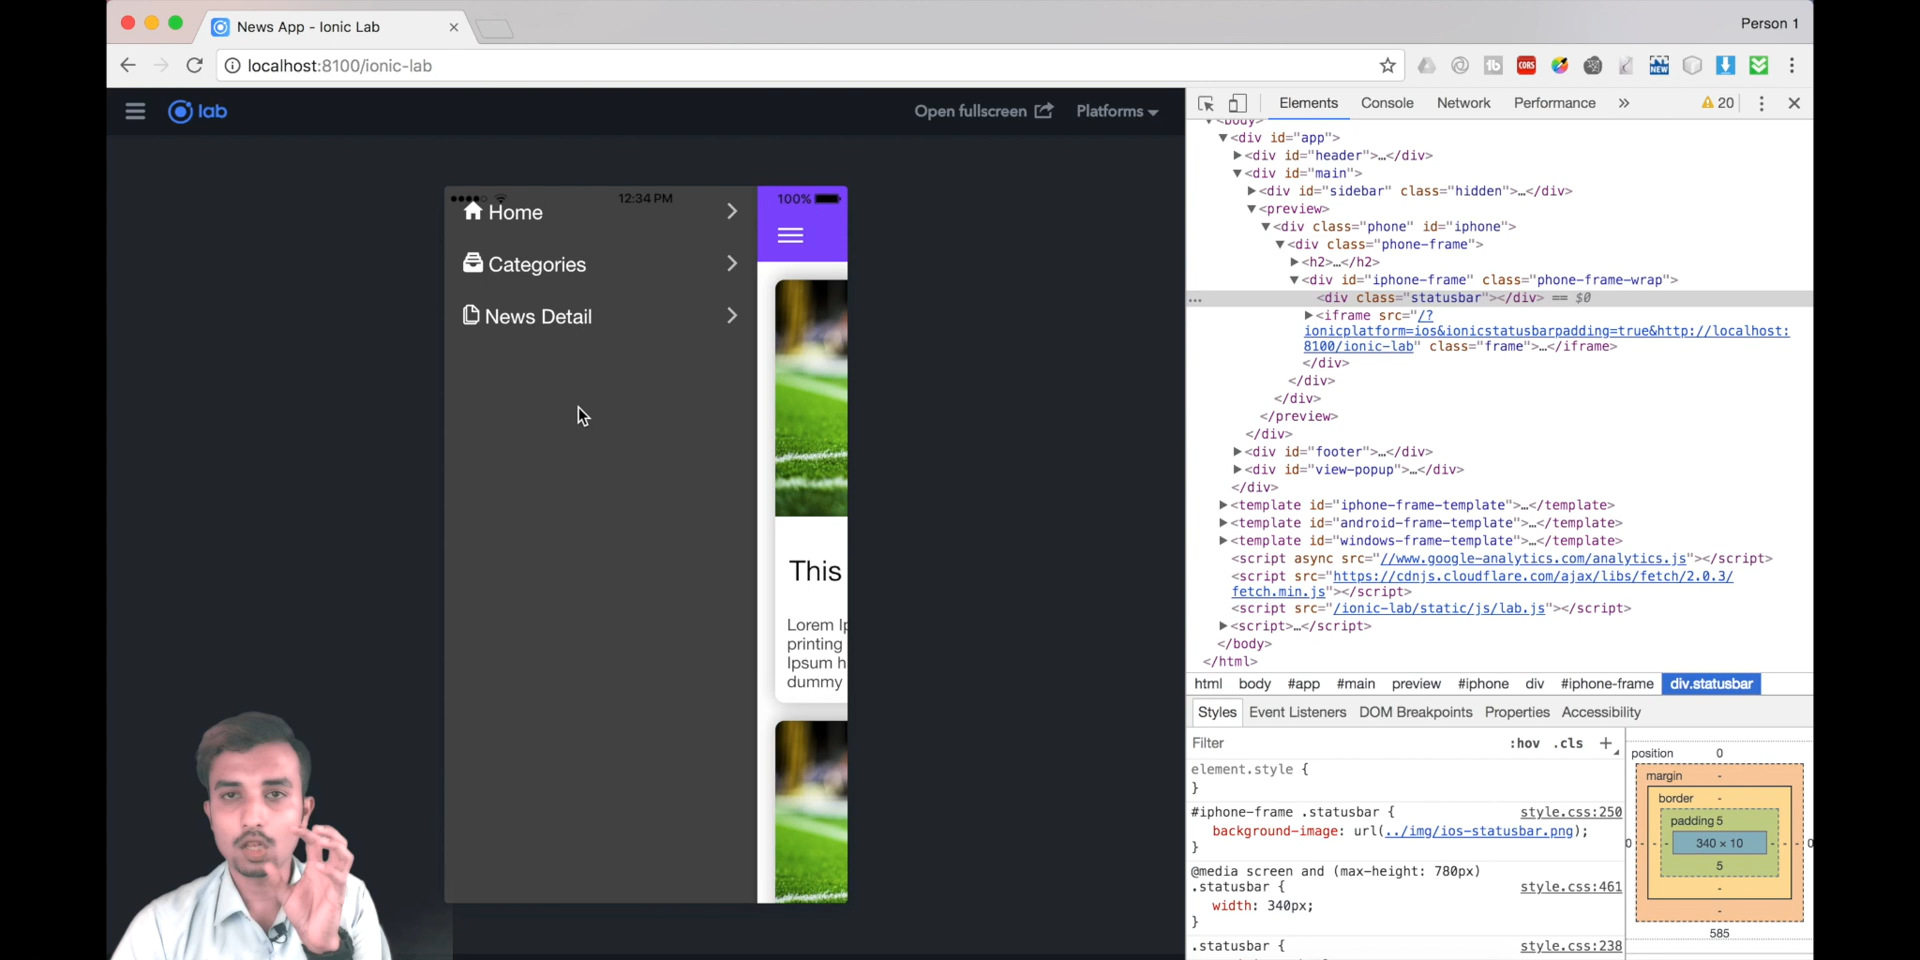 News App - Ionic Lab
Person 1
localhost:8100/ionic-lab
CORS
NEW
lab
Open fullscreen
Platforms
Elements
Console
Network
Performance
»
20
<body>
<div id="app">
<div id="header">…</div>
<div id="main">
<div id="sidebar" class="hidden">…</div>
<preview>
<div class="phone" id="iphone">
<div class="phone-frame">
<h2>…</h2>
<div id="iphone-frame" class="phone-frame-wrap">
… <div class="statusbar"></div> == $0
<iframe src="/?
ionicplatform=ios&ionicstatusbarpadding=true&http://localhost:
8100/ionic-lab" class="frame">…</iframe>
</div>
</div>
</div>
</preview>
</div>
<div id="footer">…</div>
<div id="view-popup">…</div>
</div>
<template id="iphone-frame-template">…</template>
<template id="android-frame-template">…</template>
<template id="windows-frame-template">…</template>
<script async src="//www.google-analytics.com/analytics.js"></script>
<script src="https://cdnjs.cloudflare.com/ajax/libs/fetch/2.0.3/
fetch.min.js"></script>
<script src="/ionic-lab/static/js/lab.js"></script>
<script>…</script>
</body>
</html>
html
body
#app
#main
preview
#iphone
div
#iphone-frame
div.statusbar
Styles
Event Listeners
DOM Breakpoints
Properties
Accessibility
Filter
:hov
.cls
+
element.style {
}
#iphone-frame .statusbar {
style.css:250
background-image: url(../img/ios-statusbar.png);
}
@media screen and (max-height: 780px)
.statusbar {
style.css:461
width: 340px;
}
.statusbar {
style.css:238
position
0
margin
-
border
-
padding 5
0
-
-
-
340 × 10
-
-
-
0
5
-
-
585
12:34 PM
100%
Home
Categories
News Detail
This
Lorem Ip
printing
Ipsum h
dummy